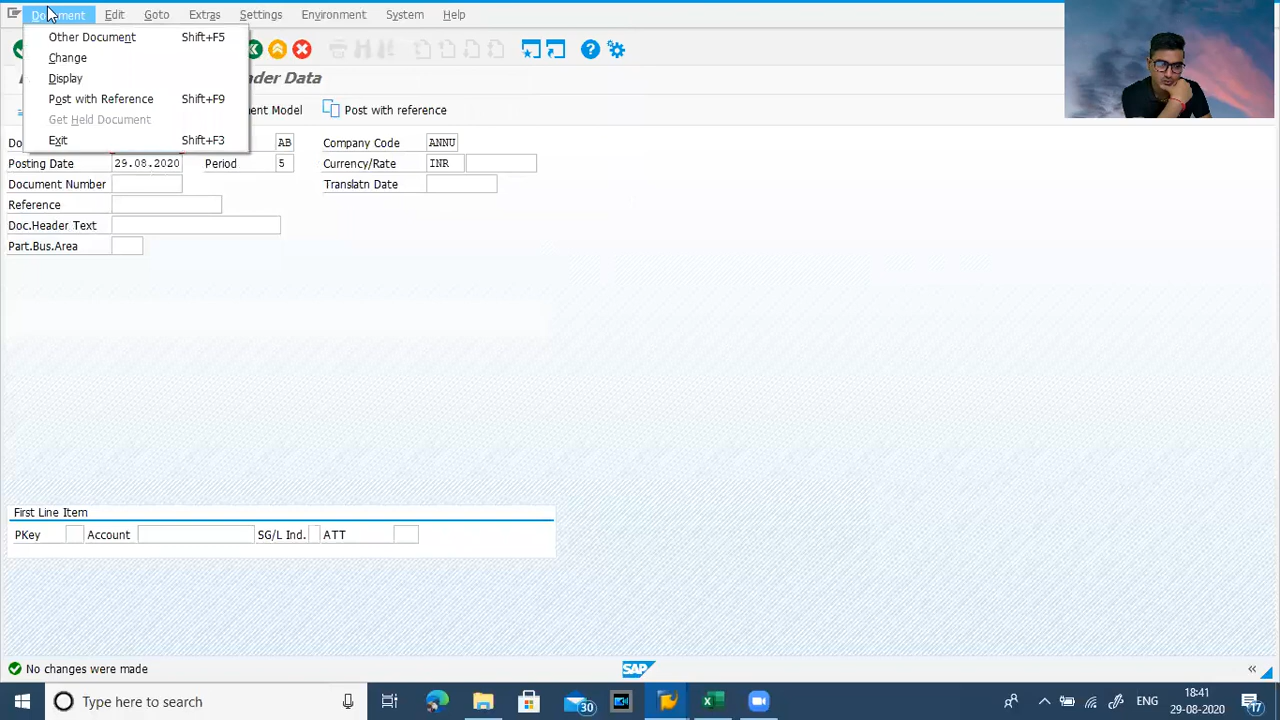 Document Edit Goto Extras Settings Environment System Help
Other Document Shift+F5
Change
Display
Post with Reference Shift+F9
Get Held Document
Exit Shift+F3
ader Data
ment Model Post with reference
Do AB Company Code ANNU
Posting Date 29.08.2020 Period 5 Currency/Rate INR
Document Number Translatn Date
Reference
Doc.Header Text
Part.Bus.Area
First Line Item
PKey Account SG/L Ind. ATT
No changes were made SAP
Type here to search 30 ENG 18:41
29-08-2020 17